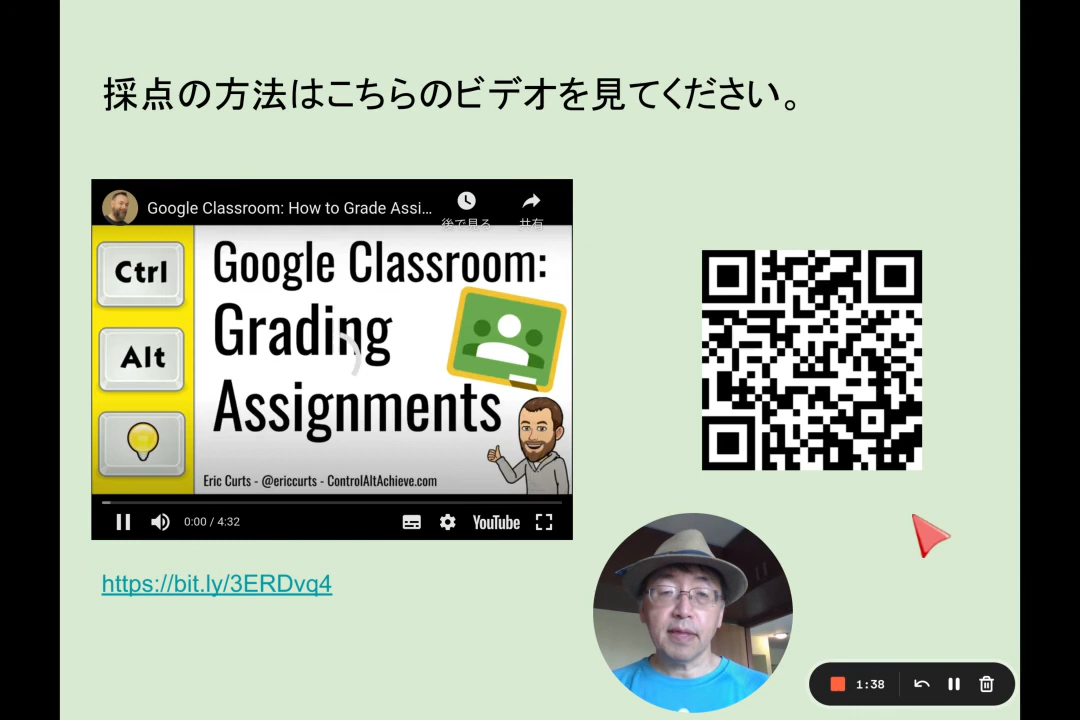 採点の方法はこちらのビデオを見てください。
Google Classroom: How to Grade Assi...
後で見る
共有
Ctrl
Alt
Google Classroom:
Grading
Assignments
Eric Curts - @ericcurts - ControlAltAchieve.com
0:00 / 4:32
YouTube
https://bit.ly/3ERDvq4
1:38